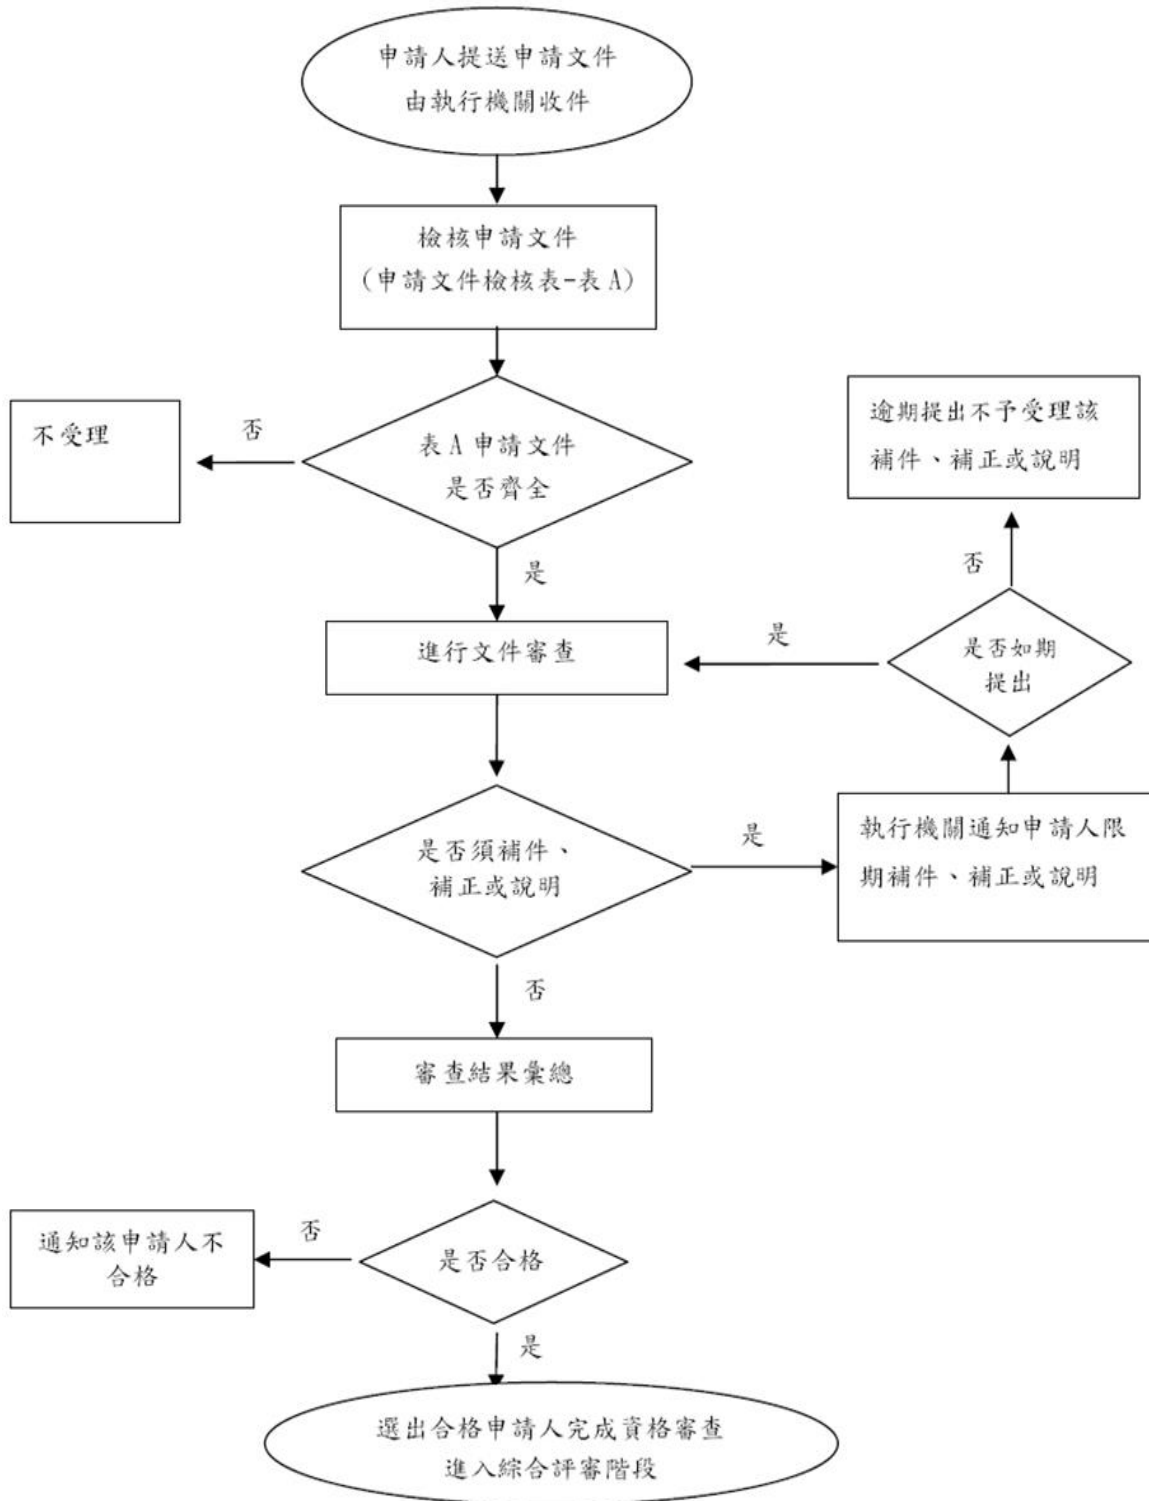 申請人提送申請文件
由執行機關收件
檢核申請文件
(申請文件檢核表-表A)
不受理
否
表A申請文件
是否齊全
逾期提出不予受理該
補件、補正或說明
是
否
進行文件審查
是
是否如期
提出
是否須補件、
補正或說明
是
執行機關通知申請人限
期補件、補正或說明
否
審查結果彙總
通知該申請人不
合格
否
是否合格
是
選出合格申請人完成資格審查
進入綜合評審階段